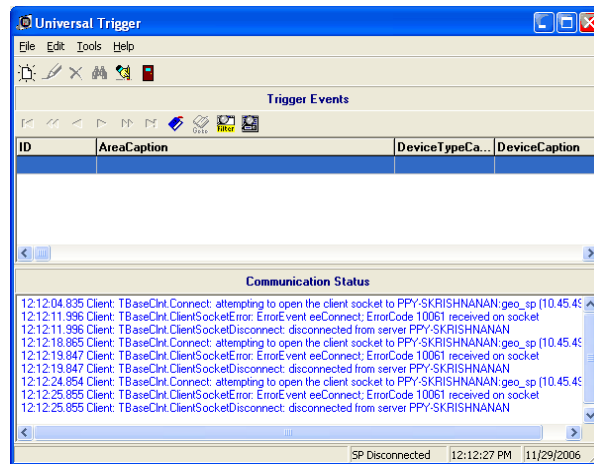 Universal Trigger
File Edit Tools Help
Trigger Events
Goto Filter
ID AreaCaption DeviceTypeCa... DeviceCaption
Communication Status
12:12:04.835 Client: TBaseClnt.Connect: attempting to open the client socket to PPY-SKRISHNANAN:geo_sp (10.45.49
12:12:11.996 Client: TBaseClnt.ClientSocketError: ErrorEvent eeConnect; ErrorCode 10061 received on socket
12:12:11.996 Client: TBaseClnt.ClientSocketDisconnect: disconnected from server PPY-SKRISHNANAN
12:12:18.865 Client: TBaseClnt.Connect: attempting to open the client socket to PPY-SKRISHNANAN:geo_sp (10.45.49
12:12:19.847 Client: TBaseClnt.ClientSocketError: ErrorEvent eeConnect; ErrorCode 10061 received on socket
12:12:19.847 Client: TBaseClnt.ClientSocketDisconnect: disconnected from server PPY-SKRISHNANAN
12:12:24.854 Client: TBaseClnt.Connect: attempting to open the client socket to PPY-SKRISHNANAN:geo_sp (10.45.49
12:12:25.855 Client: TBaseClnt.ClientSocketError: ErrorEvent eeConnect; ErrorCode 10061 received on socket
12:12:25.855 Client: TBaseClnt.ClientSocketDisconnect: disconnected from server PPY-SKRISHNANAN
SP Disconnected 12:12:27 PM 11/29/2006